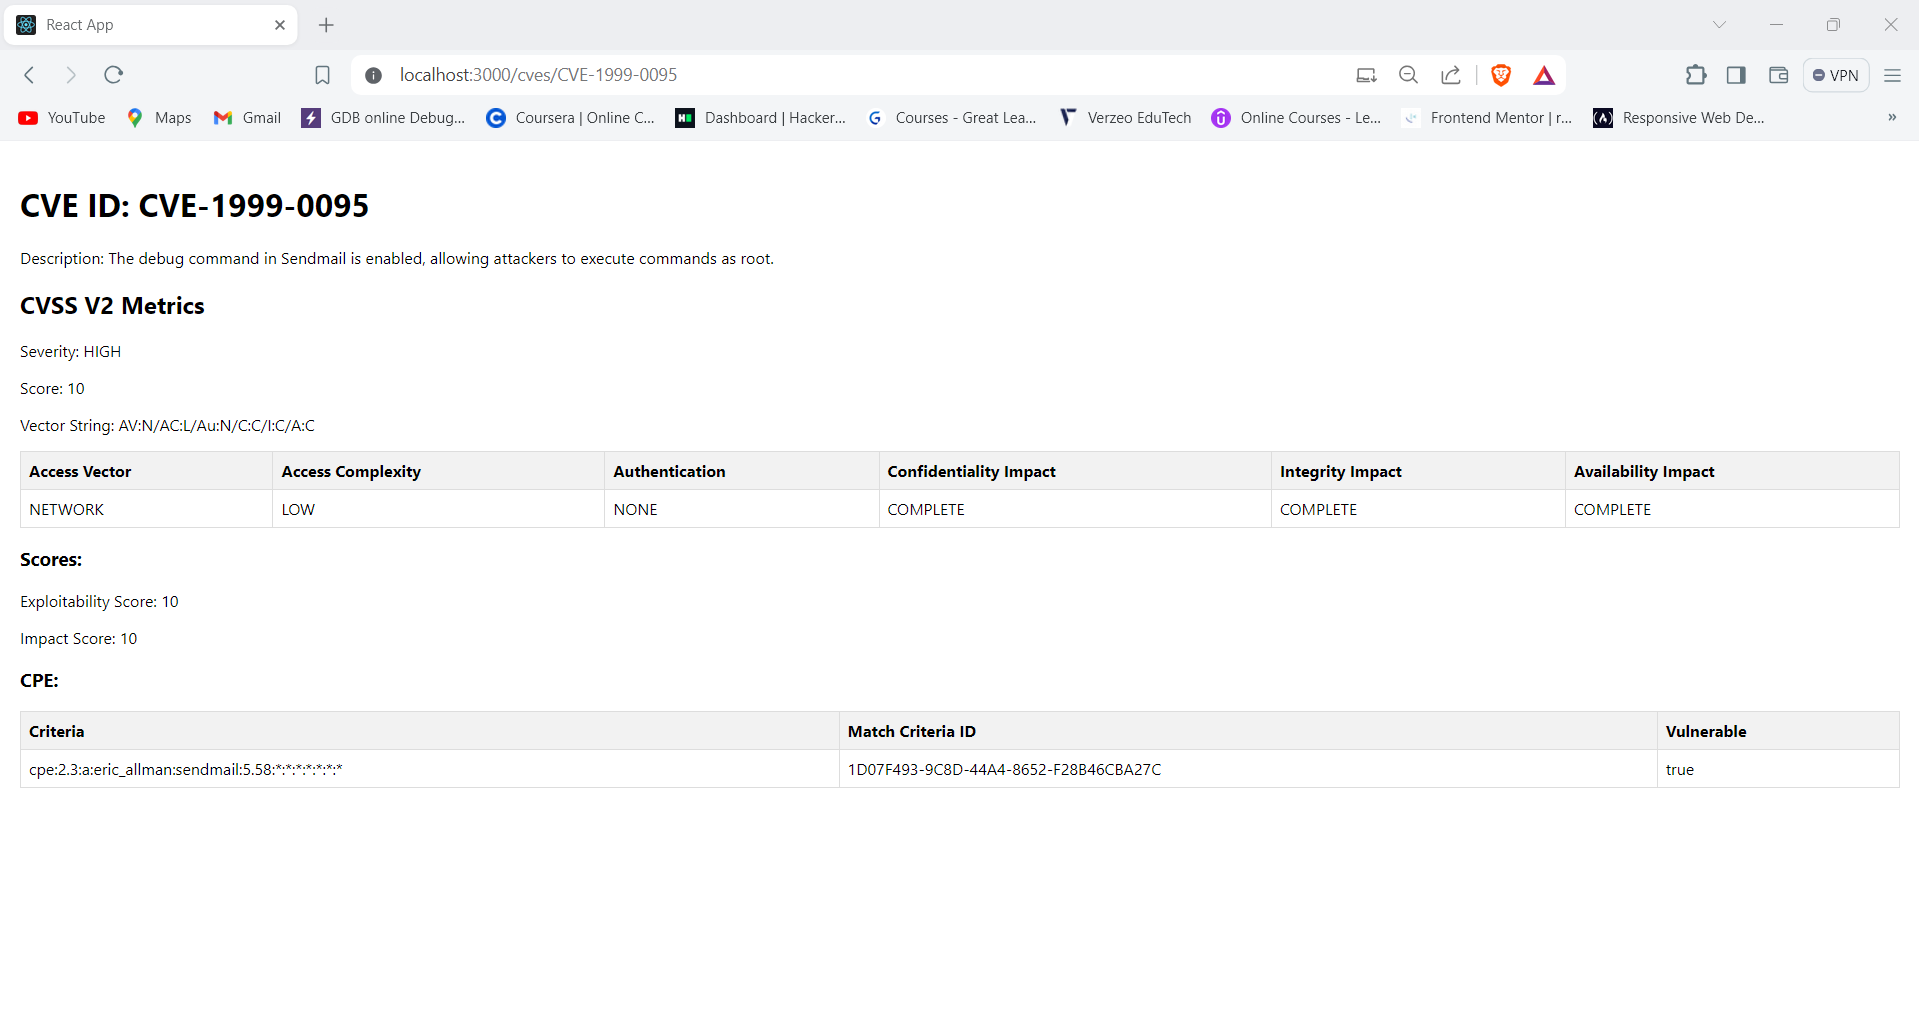 React App
localhost:3000/cves/CVE-1999-0095
VPN
YouTube Maps Gmail GDB online Debug... Coursera | Online C... Dashboard | Hacker... Courses - Great Lea... Verzeo EduTech Online Courses - Le... Frontend Mentor | r... Responsive Web De... »
CVE ID: CVE-1999-0095
Description: The debug command in Sendmail is enabled, allowing attackers to execute commands as root.
CVSS V2 Metrics
Severity: HIGH
Score: 10
Vector String: AV:N/AC:L/Au:N/C:C/I:C/A:C
Access Vector Access Complexity Authentication Confidentiality Impact Integrity Impact Availability Impact
NETWORK LOW NONE COMPLETE COMPLETE COMPLETE
Scores:
Exploitability Score: 10
Impact Score: 10
CPE:
Criteria Match Criteria ID Vulnerable
cpe:2.3:a:eric_allman:sendmail:5.58:*:*:*:*:*:*:* 1D07F493-9C8D-44A4-8652-F28B46CBA27C true